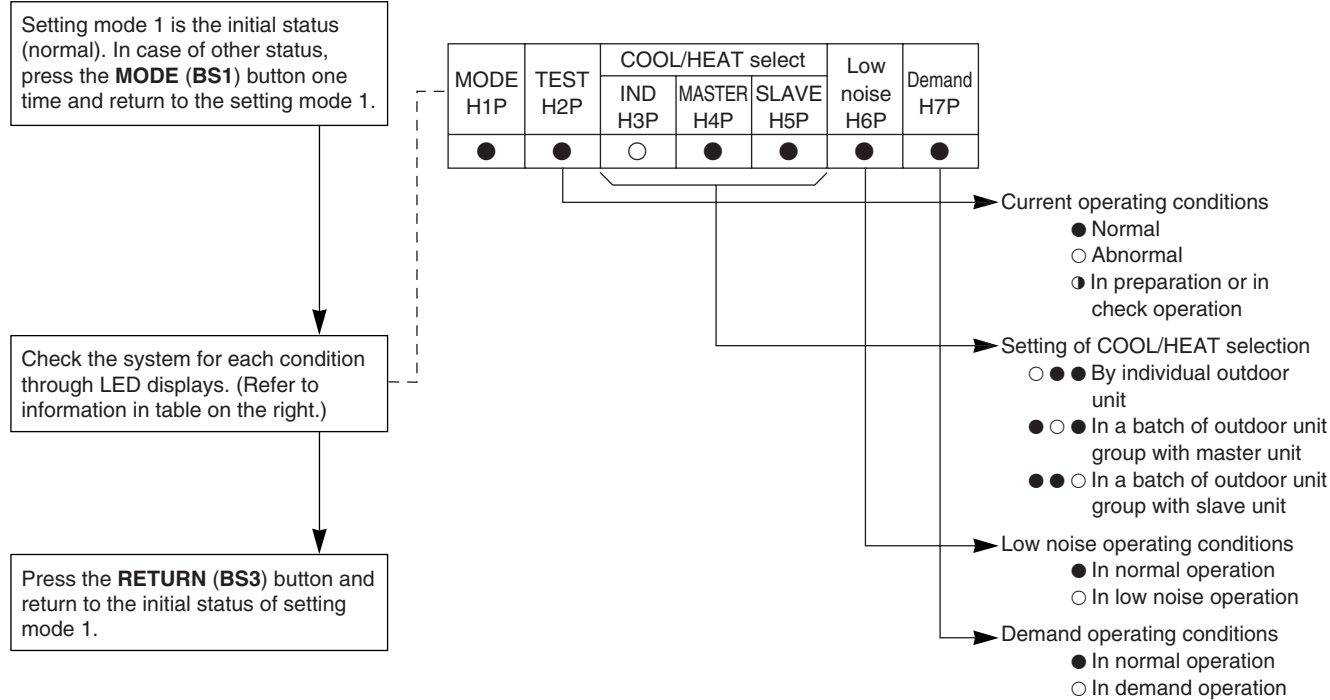 Setting mode 1 is the initial status
(normal). In case of other status,
press the MODE (BS1) button one
time and return to the setting mode 1.
Check the system for each condition
through LED displays. (Refer to
information in table on the right.)
Press the RETURN (BS3) button and
return to the initial status of setting
mode 1.
MODE
H1P
TEST
H2P
COOL/HEAT select
IND
H3P
MASTER
H4P
SLAVE
H5P
Low
noise
H6P
Demand
H7P
● ● ○ ● ● ● ●
Current operating conditions
● Normal
○ Abnormal
◑ In preparation or in
check operation
Setting of COOL/HEAT selection
○ ● ● By individual outdoor
unit
● ○ ● In a batch of outdoor unit
group with master unit
● ● ○ In a batch of outdoor unit
group with slave unit
Low noise operating conditions
● In normal operation
○ In low noise operation
Demand operating conditions
● In normal operation
○ In demand operation